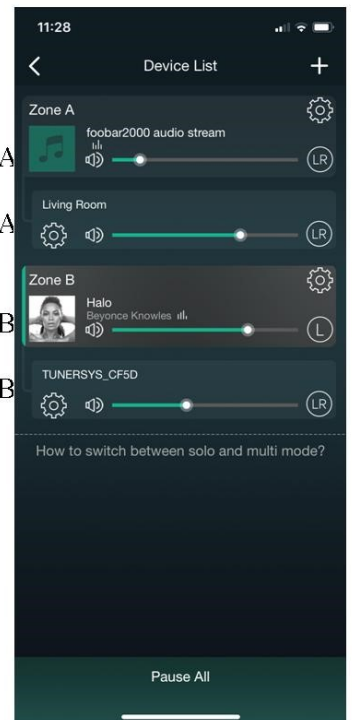 11:28
Device List
Zone A
A
foobar2000 audio stream
LR
A
Living Room
LR
Zone B
B
Halo
Beyonce Knowles
L
B
TUNERSYS_CF5D
LR
How to switch between solo and multi mode?
Pause All